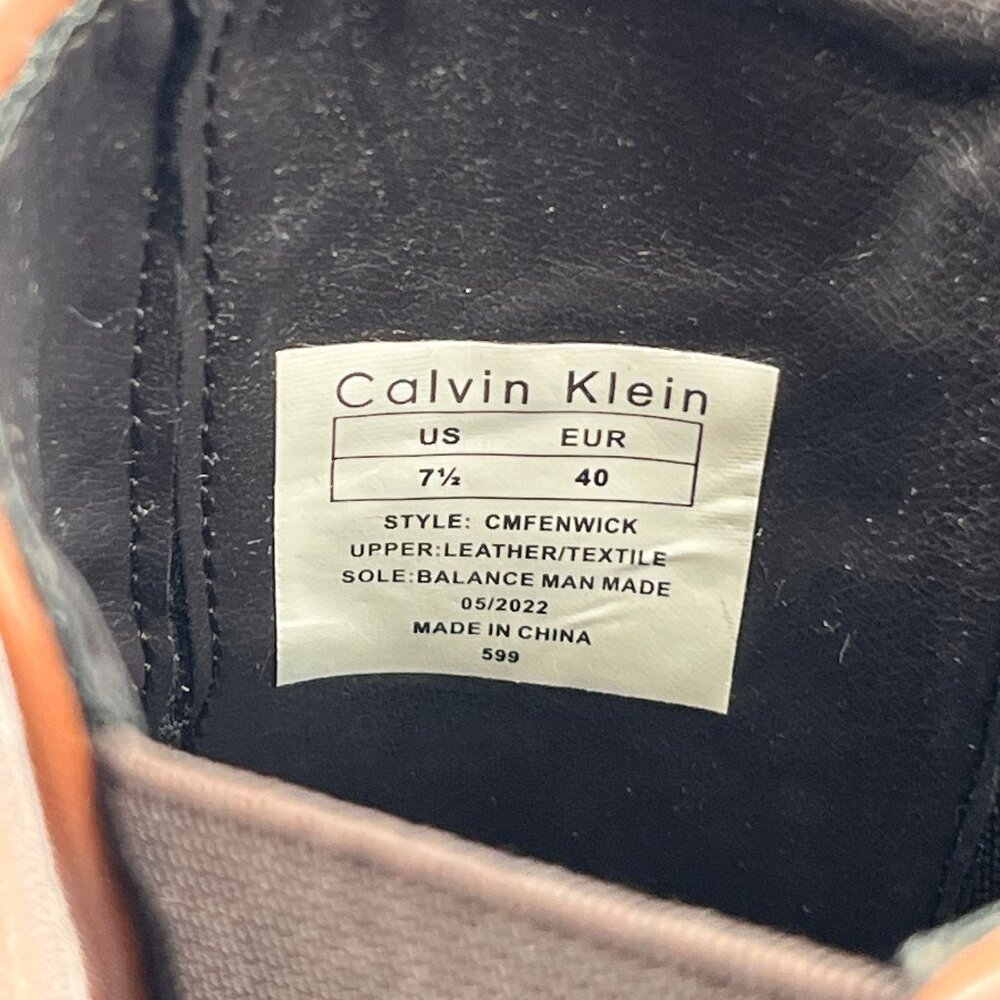 Calvin Klein
US EUR
7½ 40
STYLE: CMFENWICK
UPPER:LEATHER/TEXTILE
SOLE:BALANCE MAN MADE
05/2022
MADE IN CHINA
599